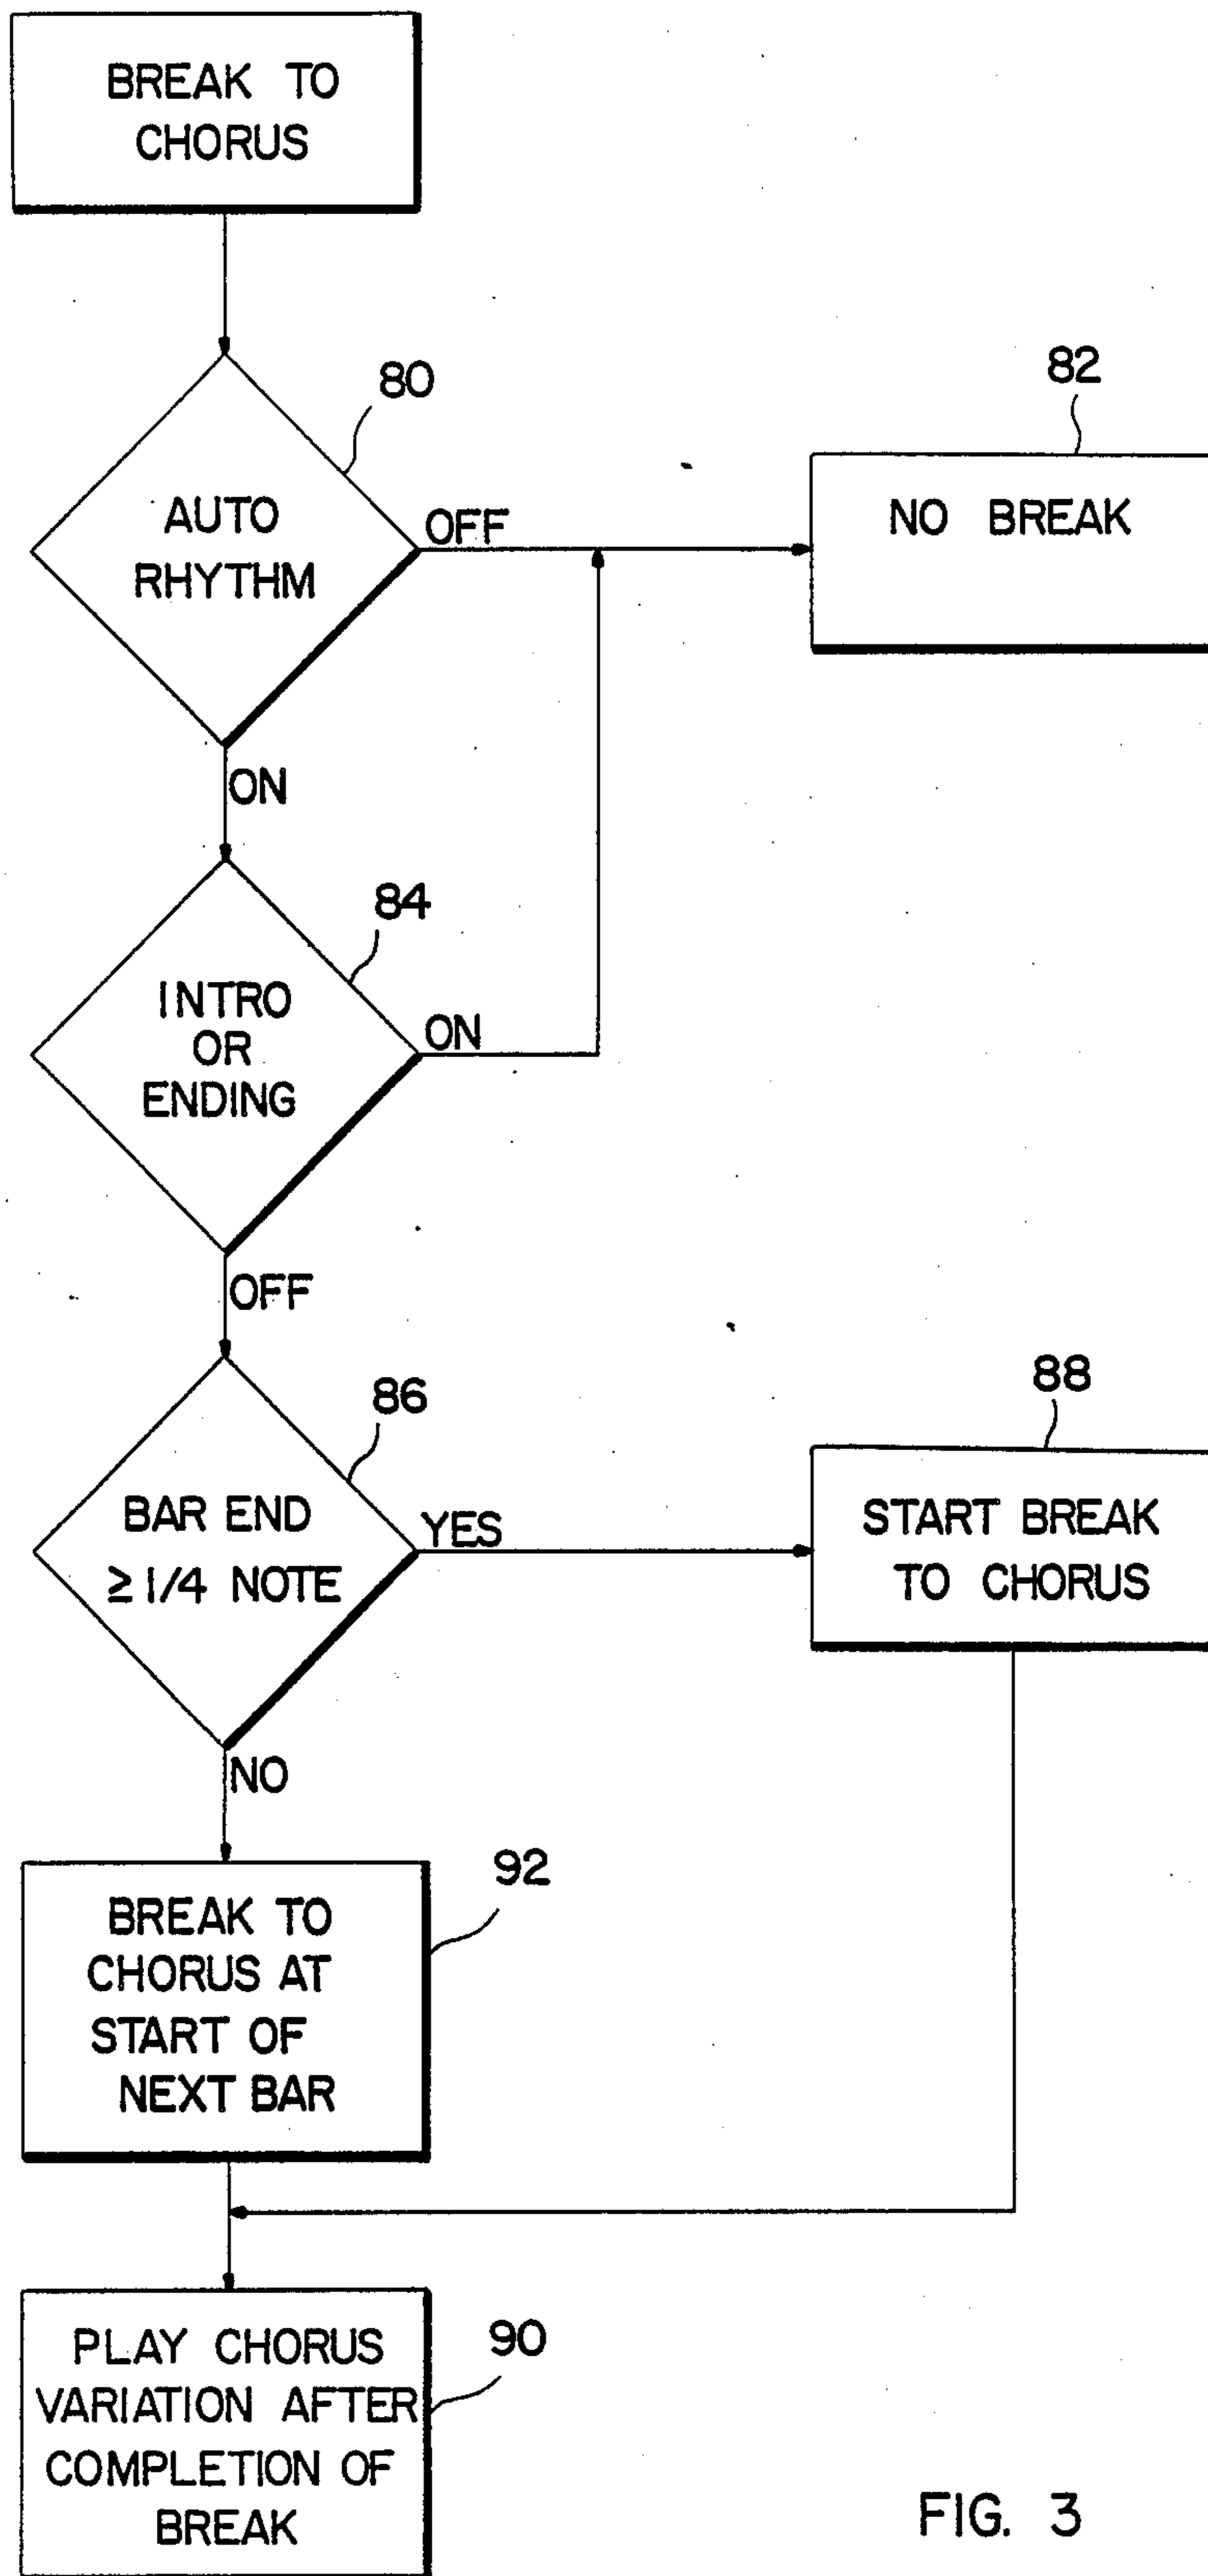 BREAK TO
CHORUS
80
AUTO
RHYTHM
OFF
82
NO BREAK
ON
84
INTRO
OR
ENDING
ON
OFF
86
BAR END
≥ 1/4 NOTE
YES
88
START BREAK
TO CHORUS
NO
92
BREAK TO
CHORUS AT
START OF
NEXT BAR
90
PLAY CHORUS
VARIATION AFTER
COMPLETION OF
BREAK
FIG. 3